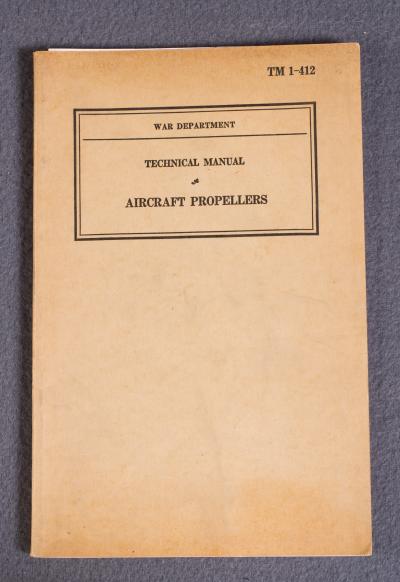 TM 1-412
WAR DEPARTMENT
TECHNICAL MANUAL
AIRCRAFT PROPELLERS